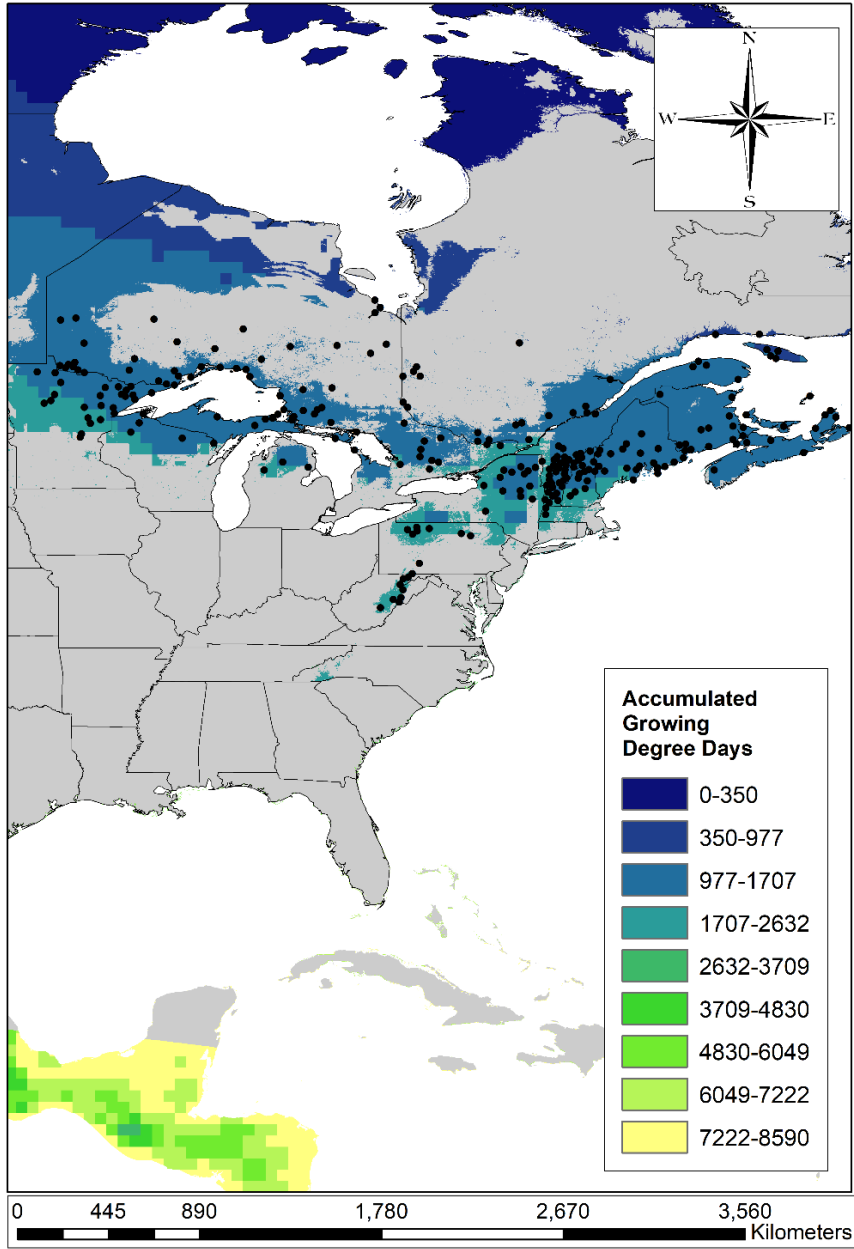 N
W E
S
Accumulated
Growing
Degree Days
0-350
350-977
977-1707
1707-2632
2632-3709
3709-4830
4830-6049
6049-7222
7222-8590
0 445 890 1,780 2,670 3,560
Kilometers